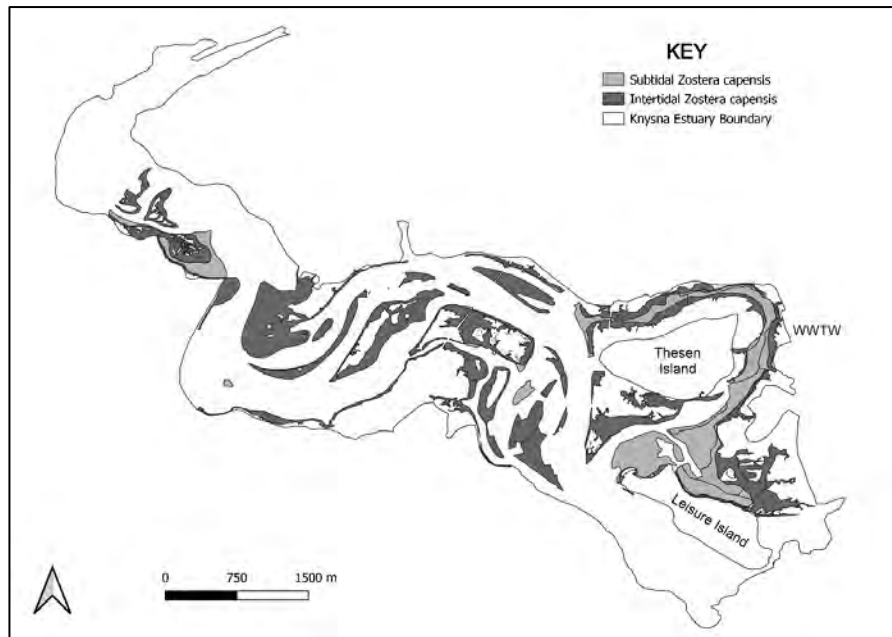 KEY
Subtidal Zostera capensis
Intertidal Zostera capensis
Knysna Estuary Boundary
WWTW
Thesen
Island
Leisure Island
0 750 1500 m